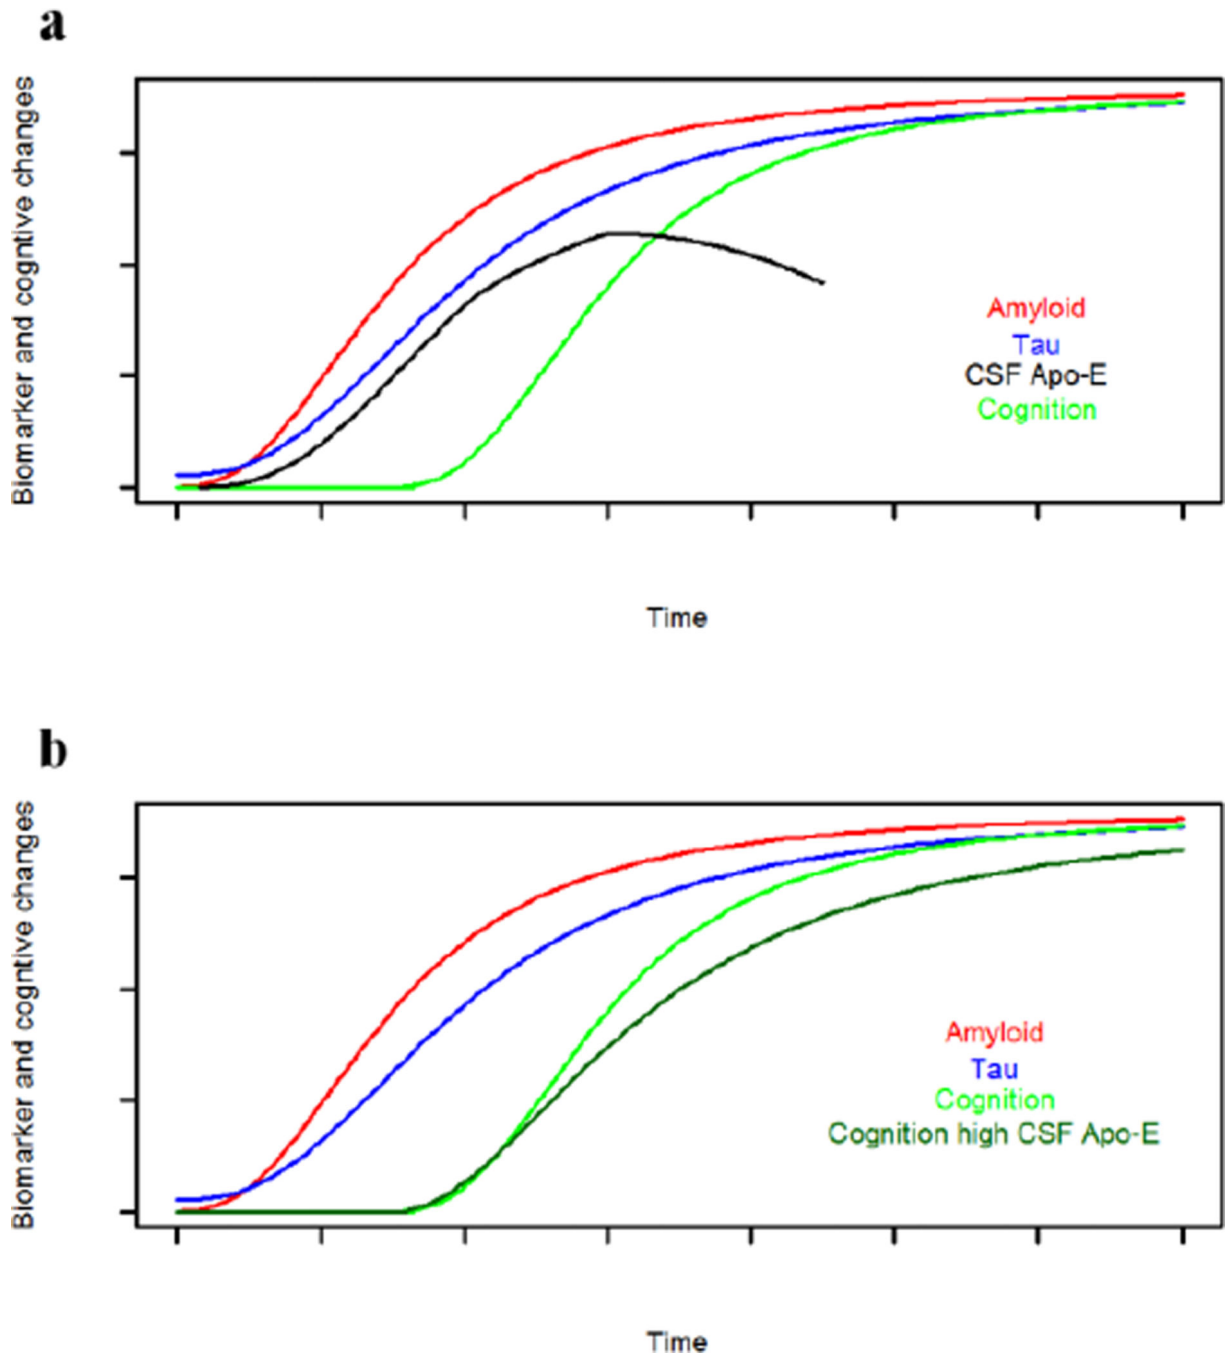 a
Biomarker and cogntive changes
Amyloid
Tau
CSF Apo-E
Cognition
Time
b
Biomarker and cogntive changes
Amyloid
Tau
Cognition
Cognition high CSF Apo-E
Time